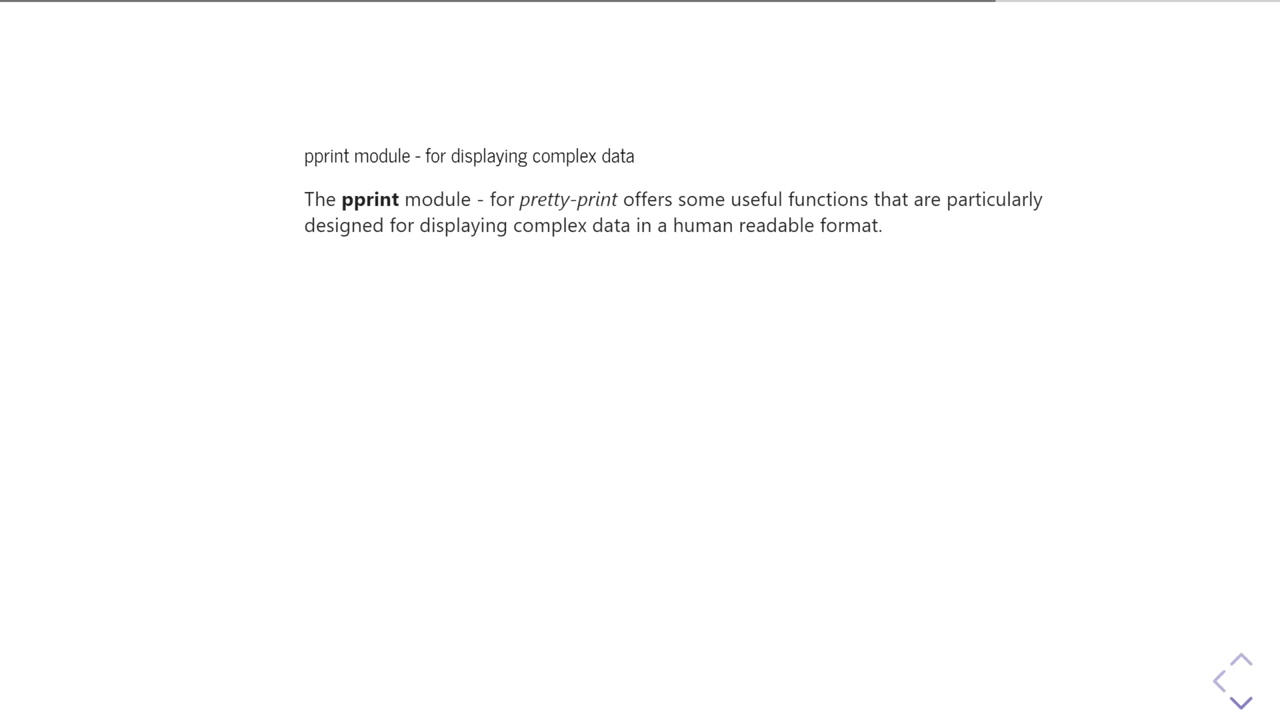 pprint module - for displaying complex data
The pprint module - for pretty-print offers some useful functions that are particularly
designed for displaying complex data in a human readable format.